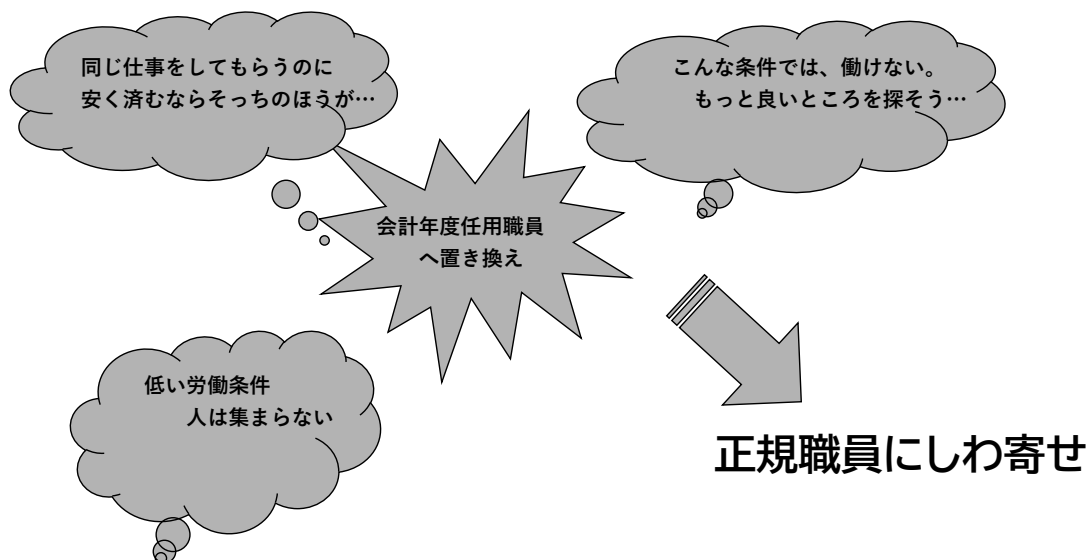 同じ仕事をしてもらうのに
安く済むならそっちのほうが…
こんな条件では、働けない。
もっと良いところを探そう…
会計年度任用職員
へ置き換え
低い労働条件
人は集まらない
正規職員にしわ寄せ